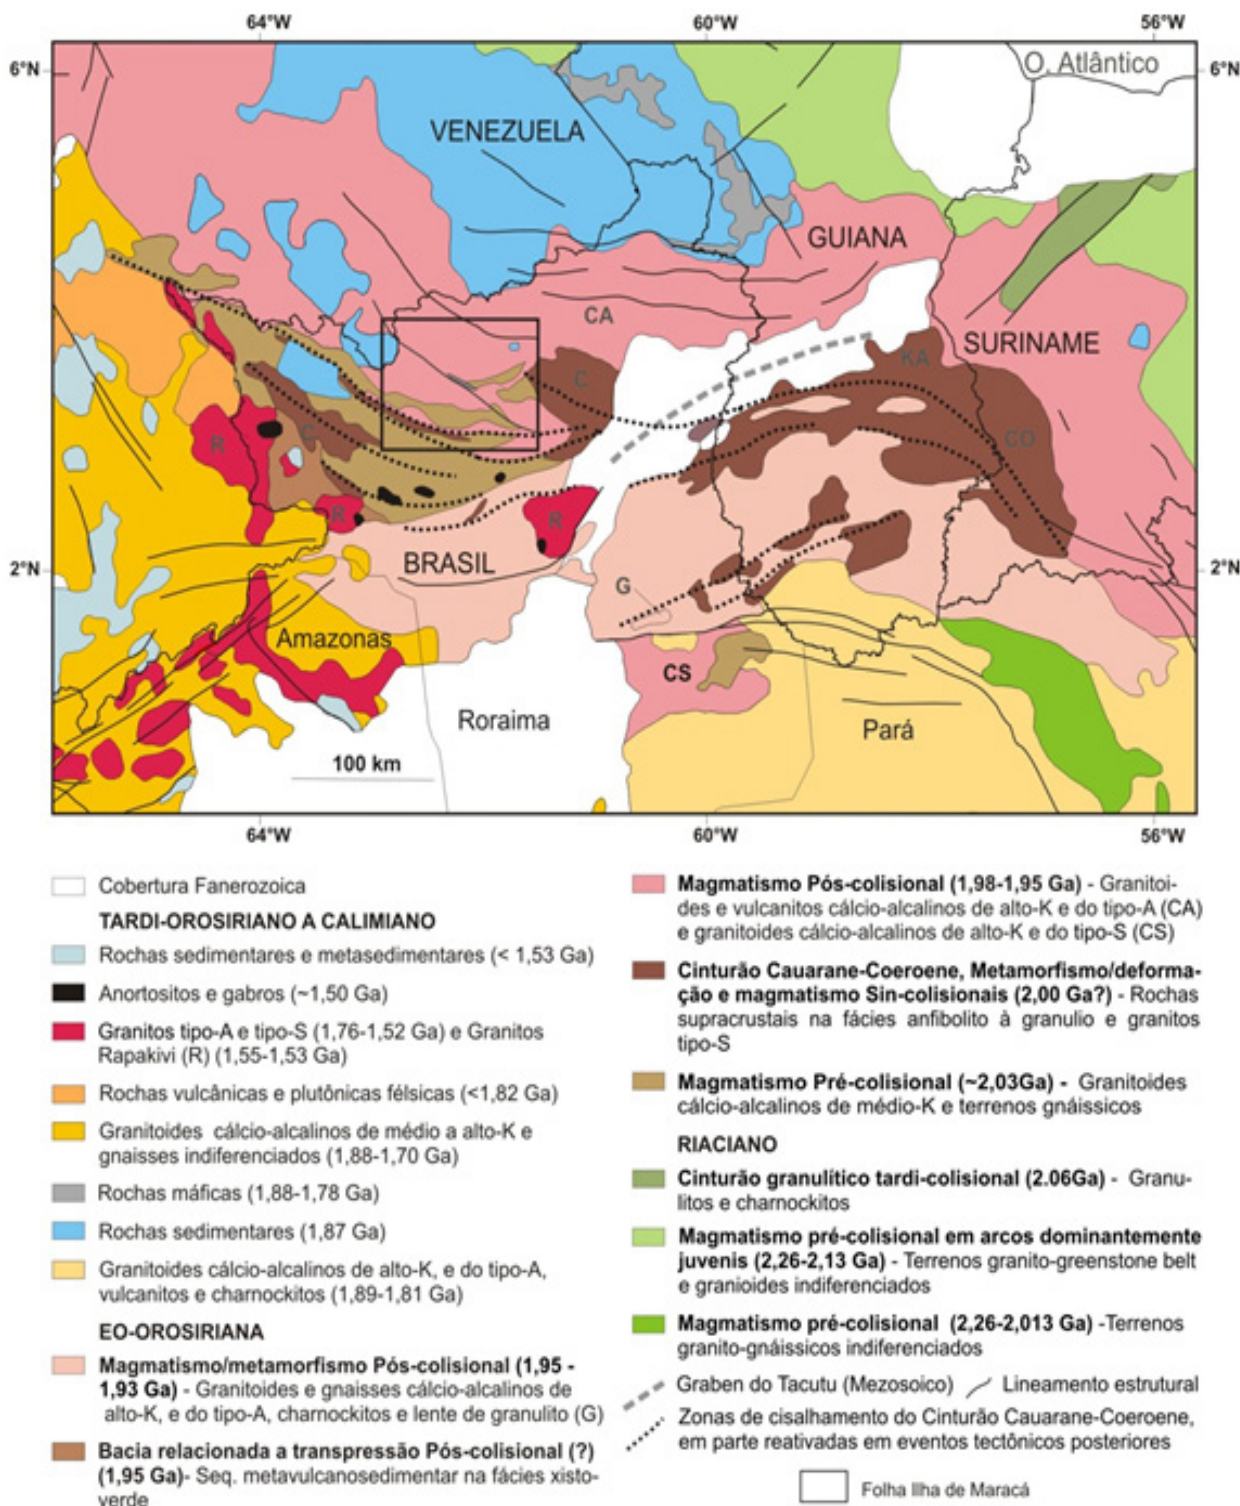 64°W
60°W
56°W
6°N
6°N
O. Atlântico
VENEZUELA
GUIANA
CA
SURINAME
KA
C
C
CO
R
R
R
BRASIL
2°N
2°N
G
Amazonas
CS
Roraima
Pará
100 km
64°W
60°W
56°W
Cobertura Fanerozoica
TARDI-OROSIRIANO A CALIMIANO
Rochas sedimentares e metasedimentares (< 1,53 Ga)
Anortositos e gabros (~1,50 Ga)
Granitos tipo-A e tipo-S (1,76-1,52 Ga) e Granitos
Rapakivi (R) (1,55-1,53 Ga)
Rochas vulcânicas e plutônicas félsicas (<1,82 Ga)
Granitoides cálcio-alcalinos de médio a alto-K e
gnaisses indiferenciados (1,88-1,70 Ga)
Rochas máficas (1,88-1,78 Ga)
Rochas sedimentares (1,87 Ga)
Granitoides cálcio-alcalinos de alto-K, e do tipo-A,
vulcanitos e charnockitos (1,89-1,81 Ga)
EO-OROSIRIANA
Magmatismo/metamorfismo Pós-colisional (1,95 -
1,93 Ga) - Granitoides e gnaisses cálcio-alcalinos de
alto-K, e do tipo-A, charnockitos e lente de granulito (G)
Bacia relacionada a transpressão Pós-colisional (?)
(1,95 Ga)- Seq. metavulcanosedimentar na fácies xisto-
verde
Magmatismo Pós-colisional (1,98-1,95 Ga) - Granitoi-
des e vulcanitos cálcio-alcalinos de alto-K e do tipo-A (CA)
e granitoides cálcio-alcalinos de alto-K e do tipo-S (CS)
Cinturão Cauarane-Coeroene, Metamorfismo/deforma-
ção e magmatismo Sin-colisionais (2,00 Ga?) - Rochas
supracrustais na fácies anfibolito à granulio e granitos
tipo-S
Magmatismo Pré-colisional (~2,03Ga) - Granitoides
cálcio-alcalinos de médio-K e terrenos gnáissicos
RIACIANO
Cinturão granulítico tardi-colisional (2.06Ga) - Granu-
litos e charnockitos
Magmatismo pré-colisional em arcos dominantemente
juvenis (2,26-2,13 Ga) - Terrenos granito-greenstone belt
e granioides indiferenciados
Magmatismo pré-colisional (2,26-2,013 Ga) -Terrenos
granito-gnáissicos indiferenciados
Graben do Tacutu (Mezosoico) Lineamento estrutural
Zonas de cisalhamento do Cinturão Cauarane-Coeroene,
em parte reativadas em eventos tectônicos posteriores
Folha Ilha de Maracá